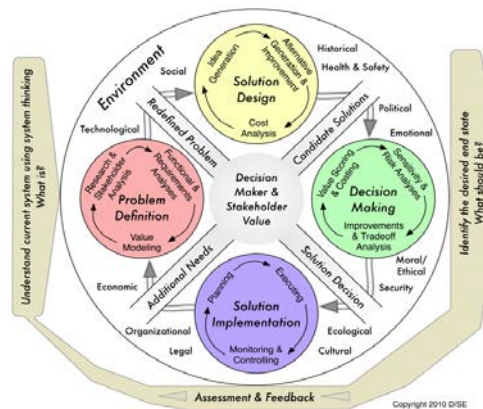 Environment
Historical
Health & Safety
Social
Political
Emotional
Technological
Moral/
Ethical
Security
Economic
Organizational
Legal
Ecological
Cultural
Idea
Generation
Alternative
Generation &
Improvement
Solution
Design
Cost Analysis
Redefined Problem
Candidate Solutions
Research &
Stakeholder
Analysis
Functional &
Requirements
Analyses
Problem
Definition
Value
Modeling
Decision
Maker &
Stakeholder
Value
Value Scoring
& Costing
Sensitivity &
Risk Analyses
Decision
Making
Improvements
& Tradeoff
Analysis
Additional Needs
Solution Decision
Planning
Executing
Solution
Implementation
Monitoring &
Controlling
Understand current system using system thinking
What is?
Identify the desired end state
What should be?
Assessment & Feedback
Copyright 2010 D/SE